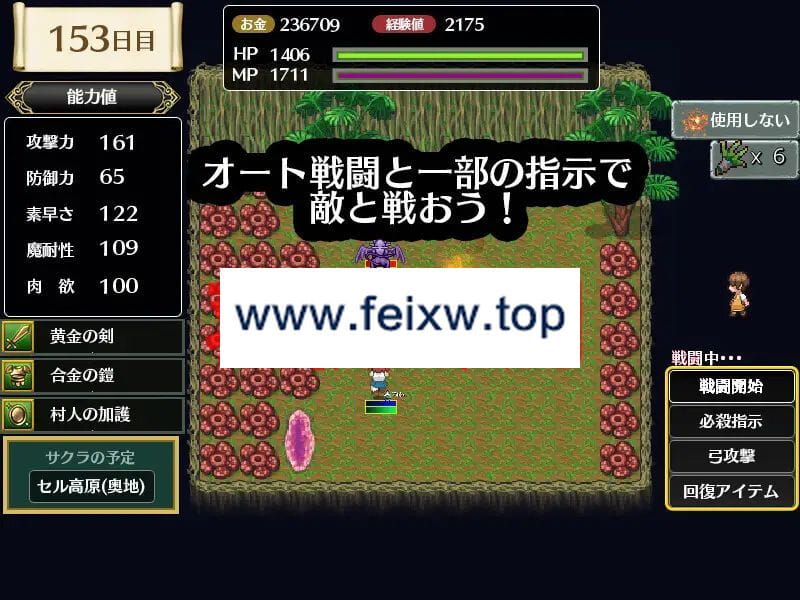 153日目
お金 236709 経験値 2175
HP 1406
MP 1711
能力値
攻撃力 161
防御力 65
素早さ 122
魔耐性 109
肉 欲 100
黄金の剣
合金の鎧
村人の加護
サクラの予定
セル高原(奥地)
オート戦闘と一部の指示で
敵と戦おう！
www.feixw.top
使用しない
x 6
戦闘中・・・
戦闘開始
必殺指示
弓攻撃
回復アイテム